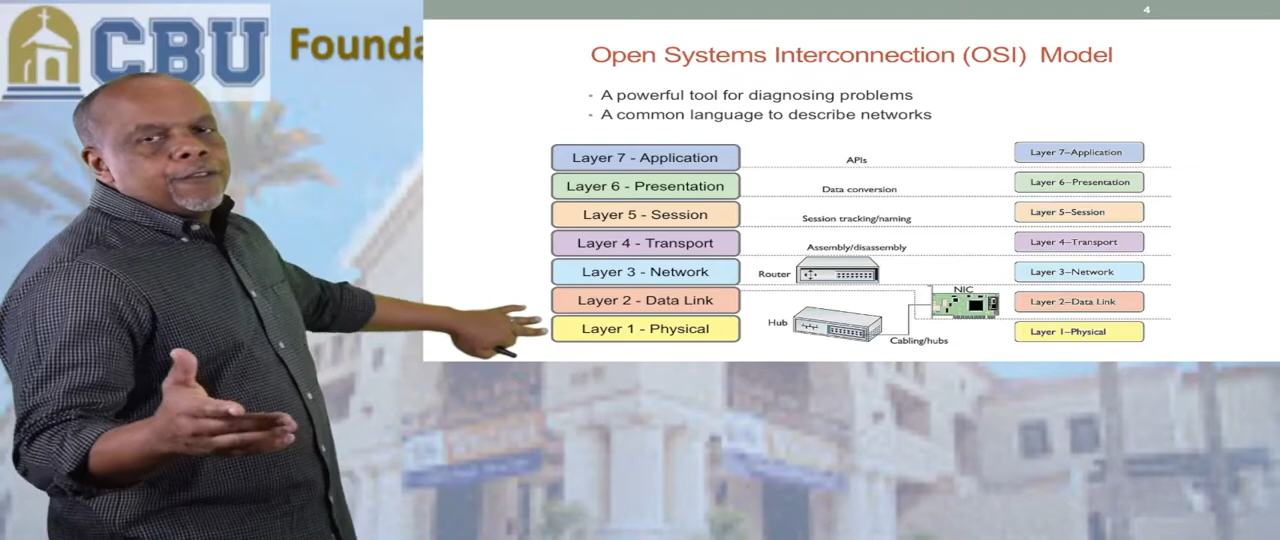 CBU
Founda
4
Open Systems Interconnection (OSI) Model
A powerful tool for diagnosing problems
A common language to describe networks
Layer 7 - Application
APIs
Layer 7–Application
Layer 6 - Presentation
Data conversion
Layer 6–Presentation
Layer 5 - Session
Session tracking/naming
Layer 5–Session
Layer 4 - Transport
Assembly/disassembly
Layer 4–Transport
Layer 3 - Network
Router
Layer 3–Network
Layer 2 - Data Link
NIC
Layer 2–Data Link
Layer 1 - Physical
Hub
Cabling/hubs
Layer 1–Physical